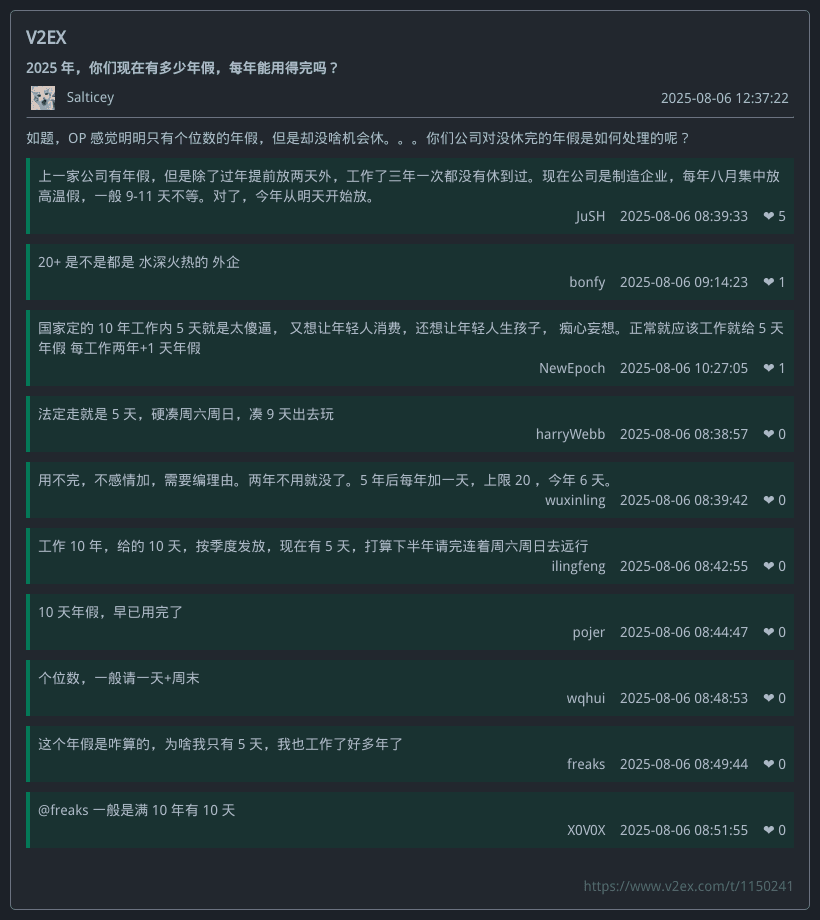 V2EX
2025 年，你们现在有多少年假，每年能用得完吗？
Salticey 2025-08-06 12:37:22
如题，OP 感觉明明只有个位数的年假，但是却没啥机会休。。。你们公司对没休完的年假是如何处理的呢？
上一家公司有年假，但是除了过年提前放两天外，工作了三年一次都没有休到过。现在公司是制造企业，每年八月集中放
高温假，一般 9-11 天不等。对了，今年从明天开始放。
JuSH 2025-08-06 08:39:33 ❤ 5
20+ 是不是都是 水深火热的 外企
bonfy 2025-08-06 09:14:23 ❤ 1
国家定的 10 年工作内 5 天就是太傻逼， 又想让年轻人消费，还想让年轻人生孩子， 痴心妄想。正常就应该工作就给 5 天
年假 每工作两年+1 天年假
NewEpoch 2025-08-06 10:27:05 ❤ 1
法定走就是 5 天，硬凑周六周日，凑 9 天出去玩
harryWebb 2025-08-06 08:38:57 ❤ 0
用不完，不感情加，需要编理由。两年不用就没了。5 年后每年加一天，上限 20 ，今年 6 天。
wuxinling 2025-08-06 08:39:42 ❤ 0
工作 10 年，给的 10 天，按季度发放，现在有 5 天，打算下半年请完连着周六周日去远行
ilingfeng 2025-08-06 08:42:55 ❤ 0
10 天年假，早已用完了
pojer 2025-08-06 08:44:47 ❤ 0
个位数，一般请一天+周末
wqhui 2025-08-06 08:48:53 ❤ 0
这个年假是咋算的，为啥我只有 5 天，我也工作了好多年了
freaks 2025-08-06 08:49:44 ❤ 0
@freaks 一般是满 10 年有 10 天
X0V0X 2025-08-06 08:51:55 ❤ 0
https://www.v2ex.com/t/1150241